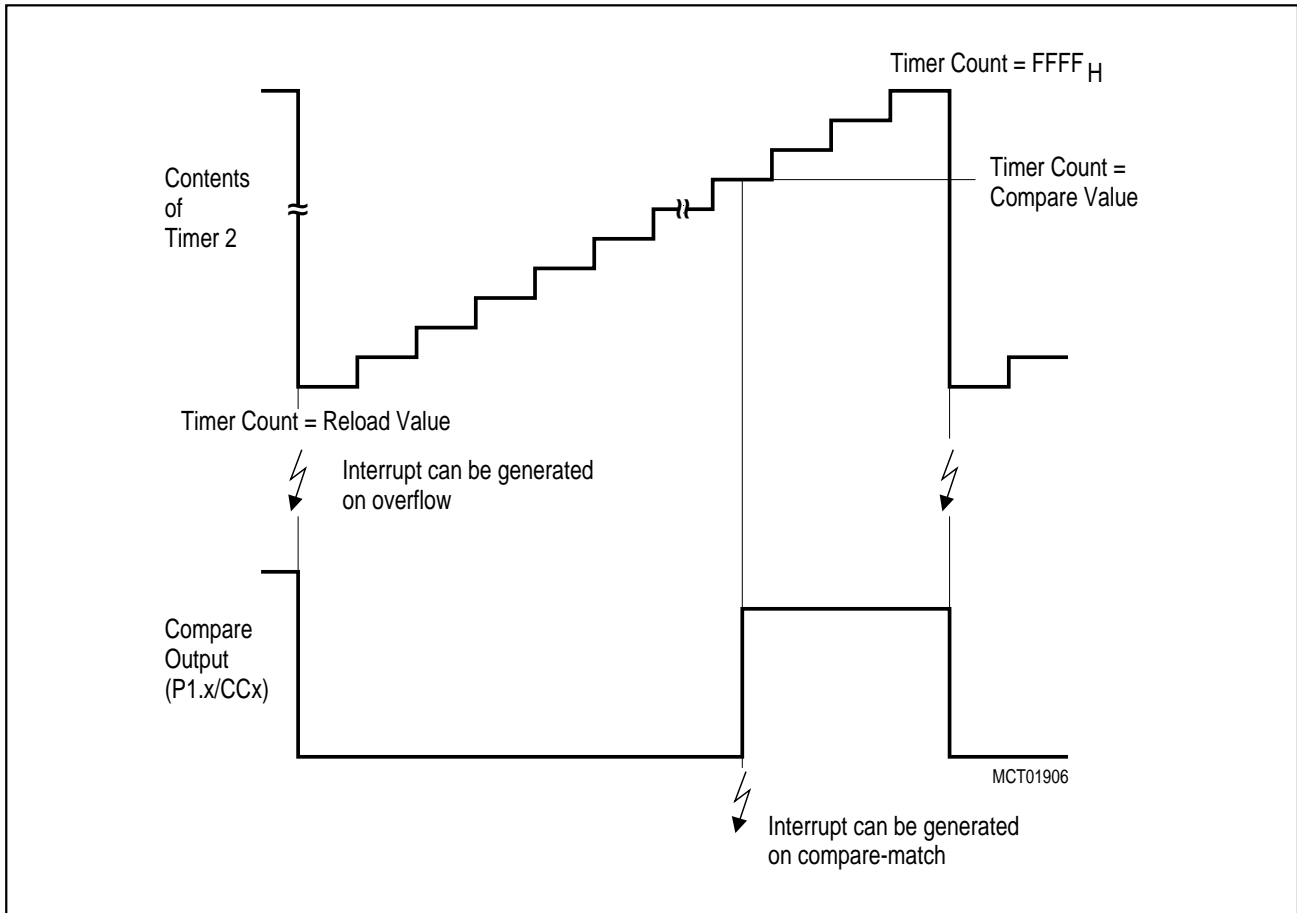 Timer Count = FFFF H
Contents
of
Timer 2
Timer Count =
Compare Value
Timer Count = Reload Value
Interrupt can be generated
on overflow
Compare
Output
(P1.x/CCx)
MCT01906
Interrupt can be generated
on compare-match